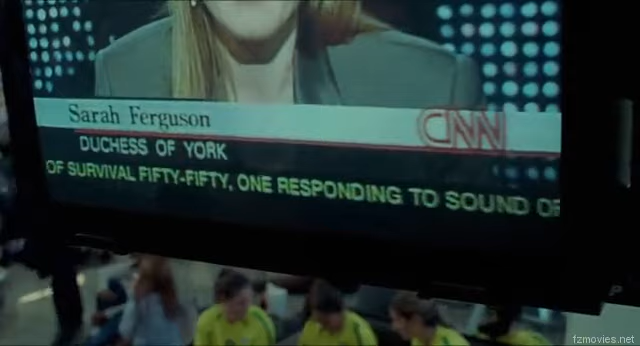 Sarah Ferguson
CNN
DUCHESS OF YORK
OF SURVIVAL FIFTY-FIFTY, ONE RESPONDING TO SOUND OF
P
fzmovies.net